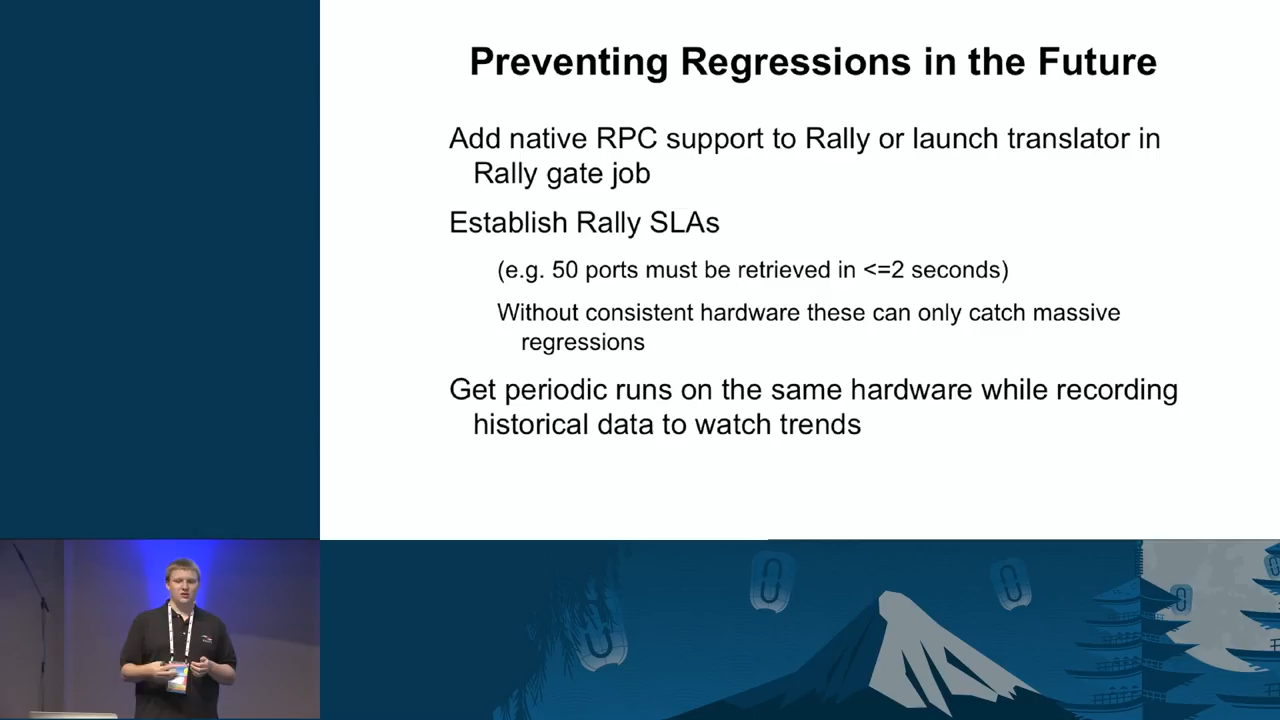 Preventing Regressions in the Future
Add native RPC support to Rally or launch translator in
Rally gate job
Establish Rally SLAs
(e.g. 50 ports must be retrieved in <=2 seconds)
Without consistent hardware these can only catch massive
regressions
Get periodic runs on the same hardware while recording
historical data to watch trends